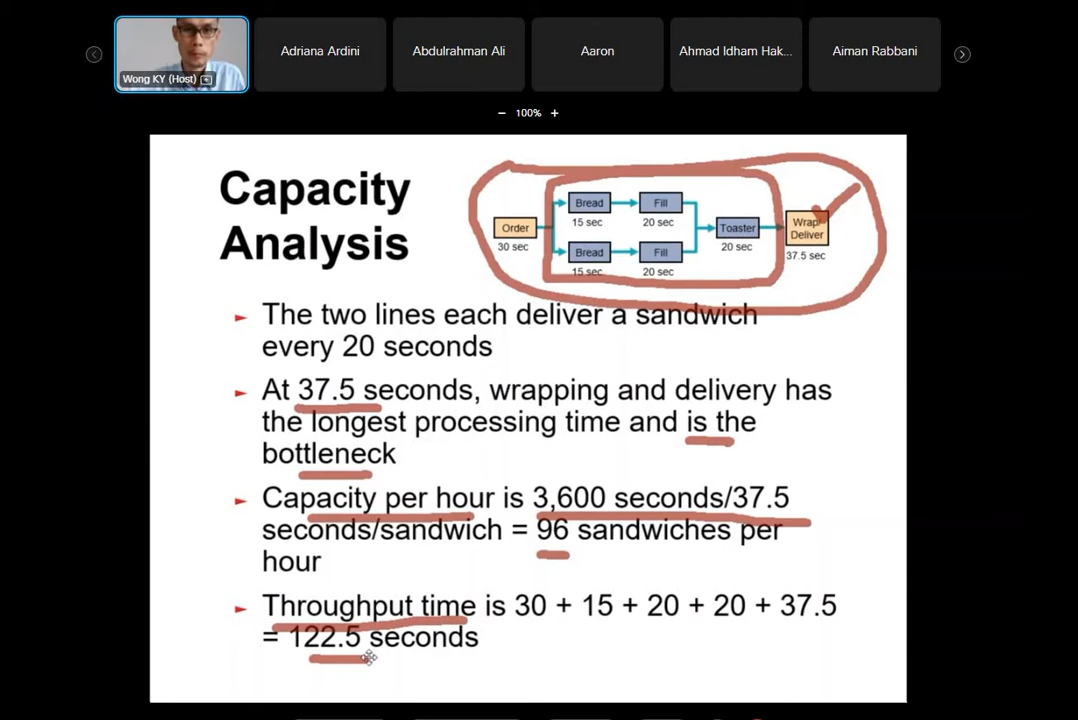 Wong KY (Host)
Adriana Ardini
Abdulrahman Ali
Aaron
Ahmad Idham Hak...
Aiman Rabbani
− 100% +
Capacity
Analysis
Order
30 sec
Bread
15 sec
Fill
20 sec
Bread
15 sec
Fill
20 sec
Toaster
20 sec
Wrap/
Deliver
37.5 sec
► The two lines each deliver a sandwich
every 20 seconds
► At 37.5 seconds, wrapping and delivery has
the longest processing time and is the
bottleneck
► Capacity per hour is 3,600 seconds/37.5
seconds/sandwich = 96 sandwiches per
hour
► Throughput time is 30 + 15 + 20 + 20 + 37.5
= 122.5 seconds